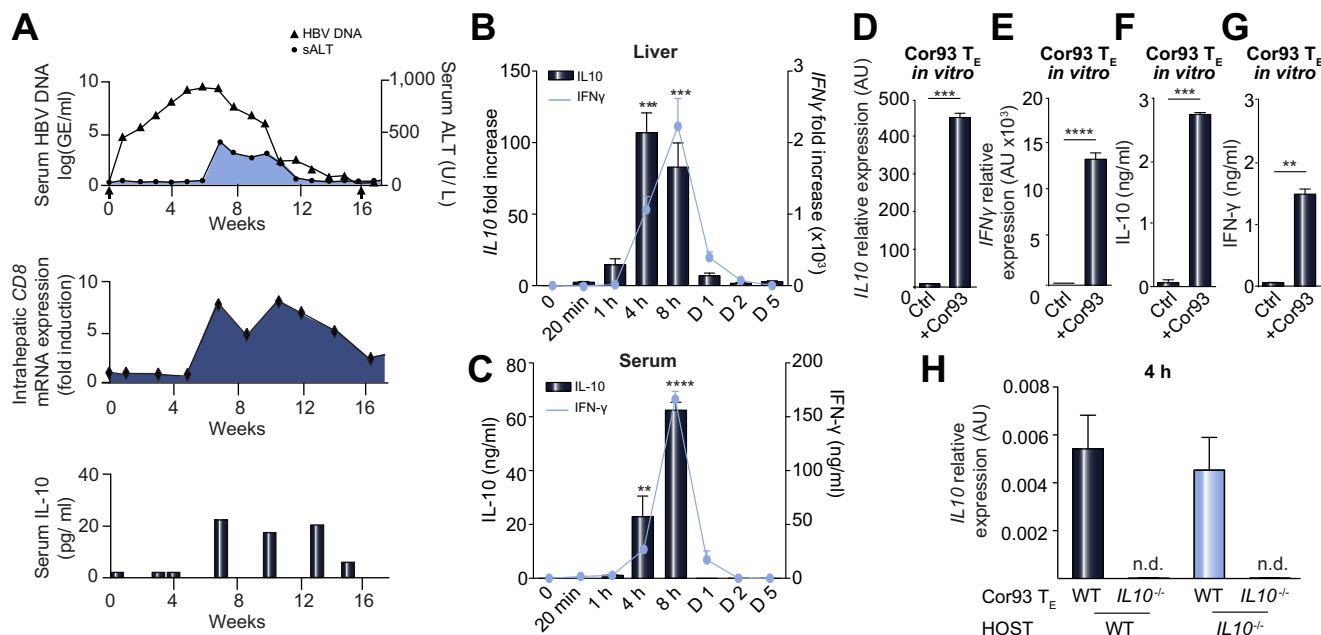 A
HBV DNA
sALT
Serum HBV DNA
log(GE/ml)
10
5
0
1,000
500
0
Serum ALT (U/ L)
0 4 8 12 16
Weeks
Intrahepatic CD8
mRNA expression
(fold induction)
10
5
0
0 4 8 12 16
Weeks
Serum IL-10
(pg/ ml)
40
20
0
0 4 8 12 16
Weeks
B
Liver
IL10
IFNγ
IL10 fold increase
150
100
50
0
*** ***
3
2
1
0
IFNγ fold increase (x10³)
0 20 min 1 h 4 h 8 h D 1 D 2 D 5
C
Serum
IL-10
IFN-γ
IL-10 (ng/ml)
80
60
40
20
0
** ****
200
150
100
50
0
IFN-γ (ng/ml)
0 20 min 1 h 4 h 8 h D 1 D 2 D 5
D
Cor93 TE
in vitro
IL10 relative expression (AU)
500
400
300
200
100
0
***
Ctrl +Cor93
E
Cor93 TE
in vitro
IFNγ relative
expression (AU x10³)
20
15
10
5
0
****
Ctrl +Cor93
F
Cor93 TE
in vitro
IL-10 (ng/ml)
3
2
1
0
***
Ctrl +Cor93
G
Cor93 TE
in vitro
IFN-γ (ng/ml)
3
2
1
0
**
Ctrl +Cor93
H
4 h
IL10 relative
expression (AU)
0.008
0.006
0.004
0.002
0.000
n.d. n.d.
Cor93 TE WT IL10-/- WT IL10-/-
HOST WT IL10-/-